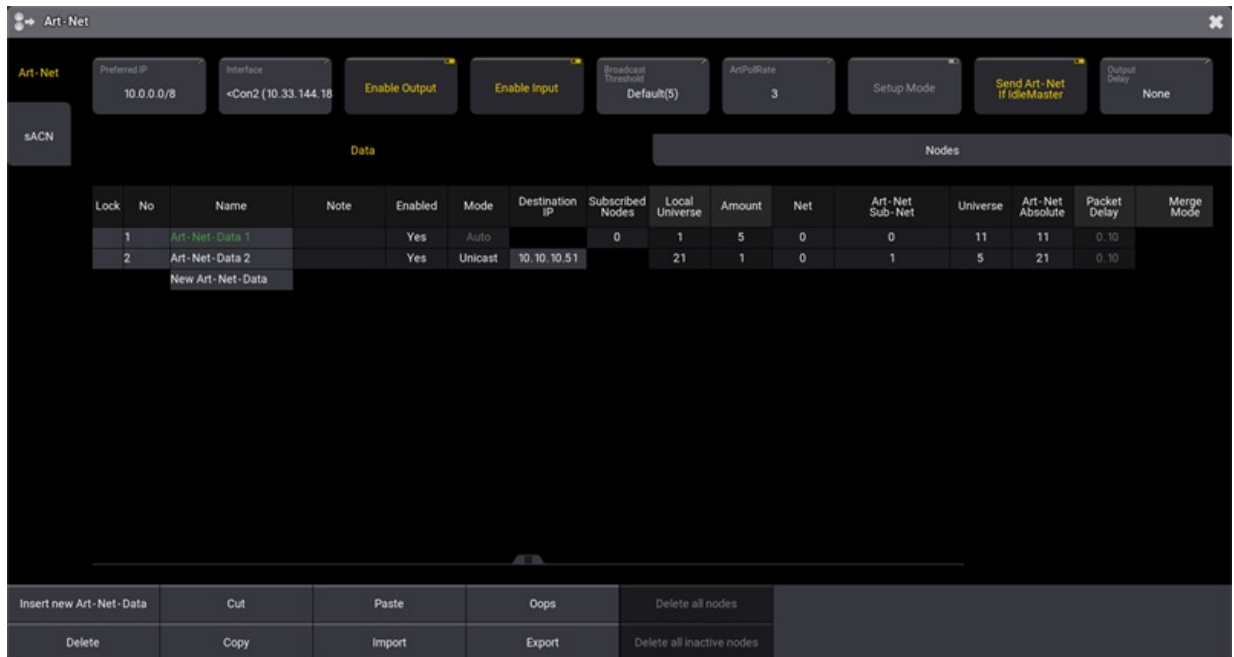 Art-Net
Art-Net
Preferred IP
10.0.0.0/8
Interface
<Con2 (10.33.144.18
Enable Output
Enable Input
Broadcast
Threshold
Default(5)
ArtPollRate
3
Setup Mode
Send Art-Net
If IdleMaster
Output
Delay
None
sACN
Data
Nodes
Lock No Name Note Enabled Mode Destination IP Subscribed Nodes Local Universe Amount Net Art-Net Sub-Net Universe Art-Net Absolute Packet Delay Merge Mode
1 Art-Net-Data 1 Yes Auto 0 1 5 0 0 11 11 0.10
2 Art-Net-Data 2 Yes Unicast 10.10.10.51 21 1 0 1 5 21 0.10
New Art-Net-Data
Insert new Art-Net-Data Cut Paste Oops Delete all nodes
Delete Copy Import Export Delete all inactive nodes